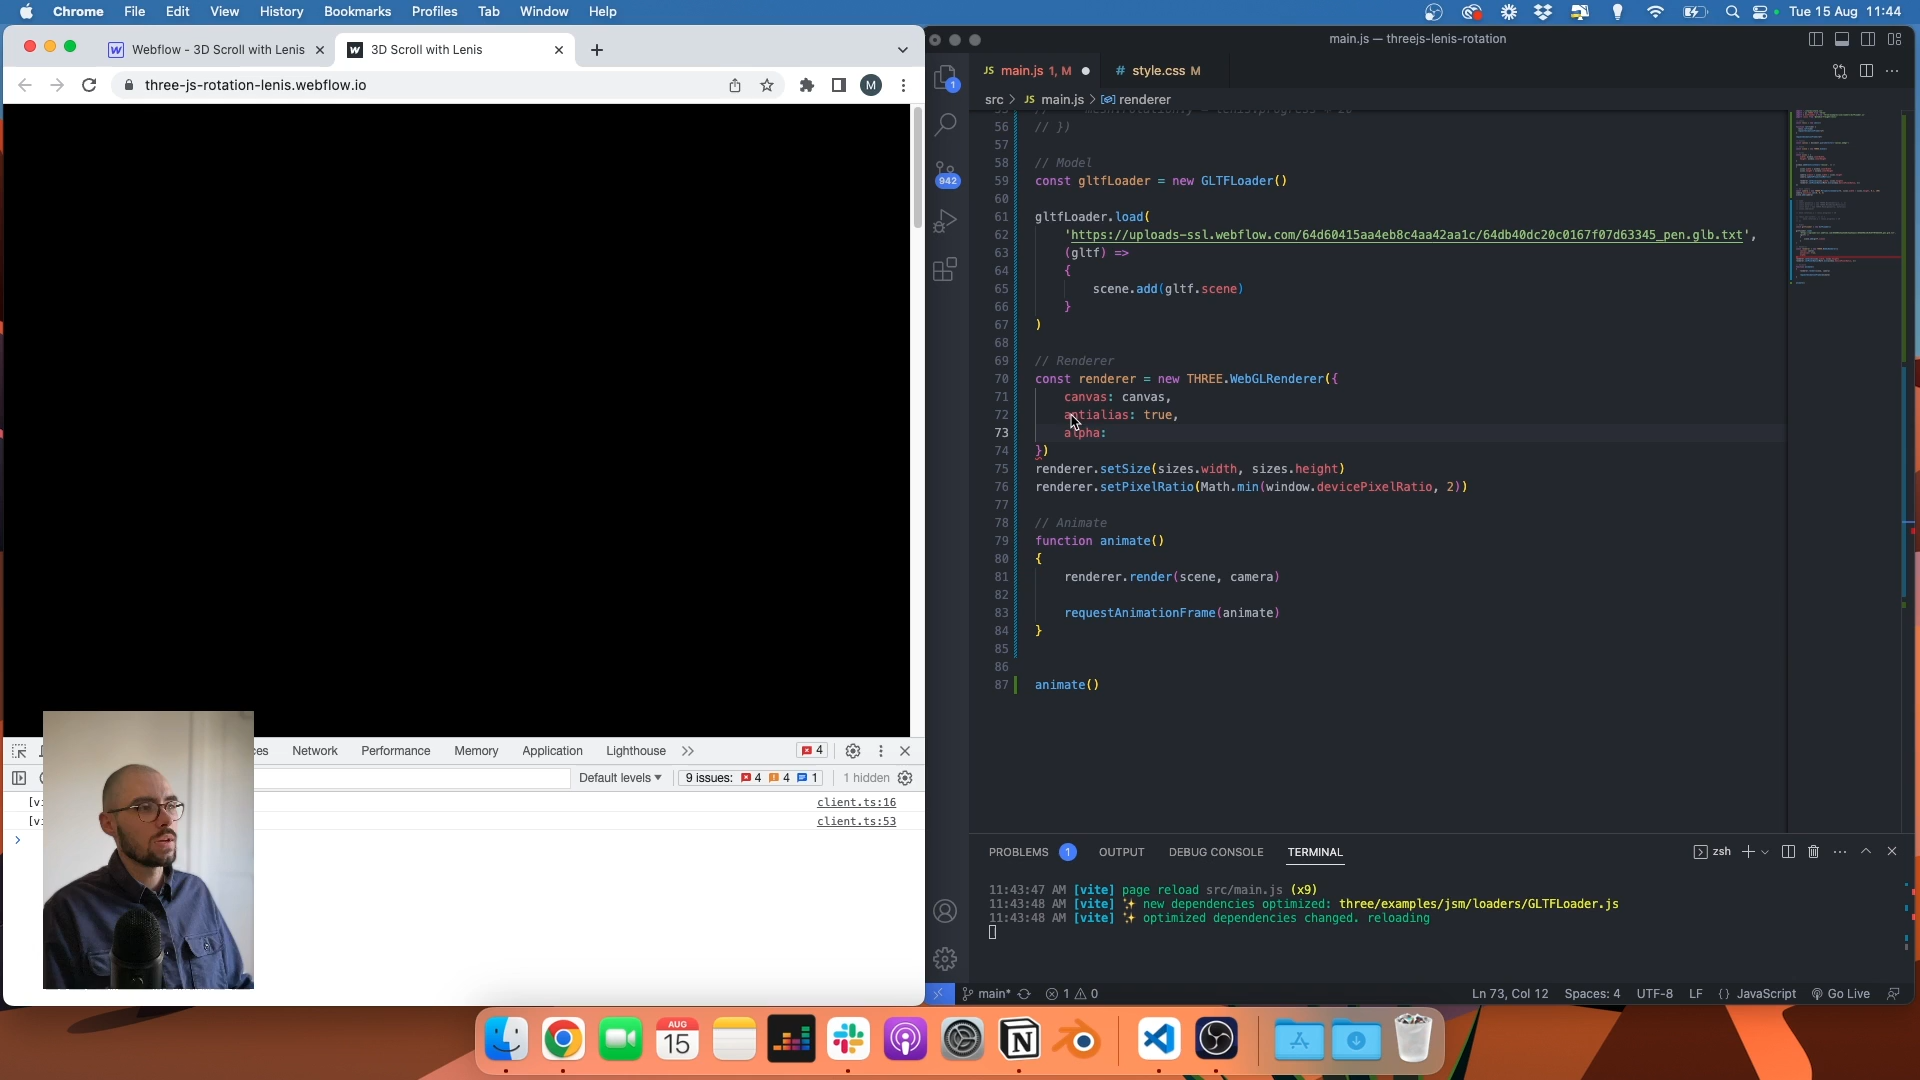 Chrome File Edit View History Bookmarks Profiles Tab Window Help
Tue 15 Aug 11:44
Webflow - 3D Scroll with Lenis
3D Scroll with Lenis
three-js-rotation-lenis.webflow.io
M
main.js — threejs-lenis-rotation
JS main.js 1, M
# style.css M
src > JS main.js > renderer
1
942
56 // })
57
58 // Model
59 const gltfLoader = new GLTFLoader()
60
61 gltfLoader.load(
62 'https://uploads-ssl.webflow.com/64d60415aa4eb8c4aa42aa1c/64db40dc20c0167f07d63345_pen.glb.txt',
63 (gltf) =>
64 {
65 scene.add(gltf.scene)
66 }
67 )
68
69 // Renderer
70 const renderer = new THREE.WebGLRenderer({
71 canvas: canvas,
72 antialias: true,
73 alpha:
74 })
75 renderer.setSize(sizes.width, sizes.height)
76 renderer.setPixelRatio(Math.min(window.devicePixelRatio, 2))
77
78 // Animate
79 function animate()
80 {
81 renderer.render(scene, camera)
82
83 requestAnimationFrame(animate)
84 }
85
86
87 animate()
Network Performance Memory Application Lighthouse
4
Default levels
9 issues: 4 4 1
1 hidden
client.ts:16
client.ts:53
PROBLEMS 1 OUTPUT DEBUG CONSOLE TERMINAL
zsh
11:43:47 AM [vite] page reload src/main.js (x9)
11:43:48 AM [vite] ✨ new dependencies optimized: three/examples/jsm/loaders/GLTFLoader.js
11:43:48 AM [vite] ✨ optimized dependencies changed. reloading
main* 1 0
Ln 73, Col 12 Spaces: 4 UTF-8 LF {} JavaScript Go Live
AUG
15